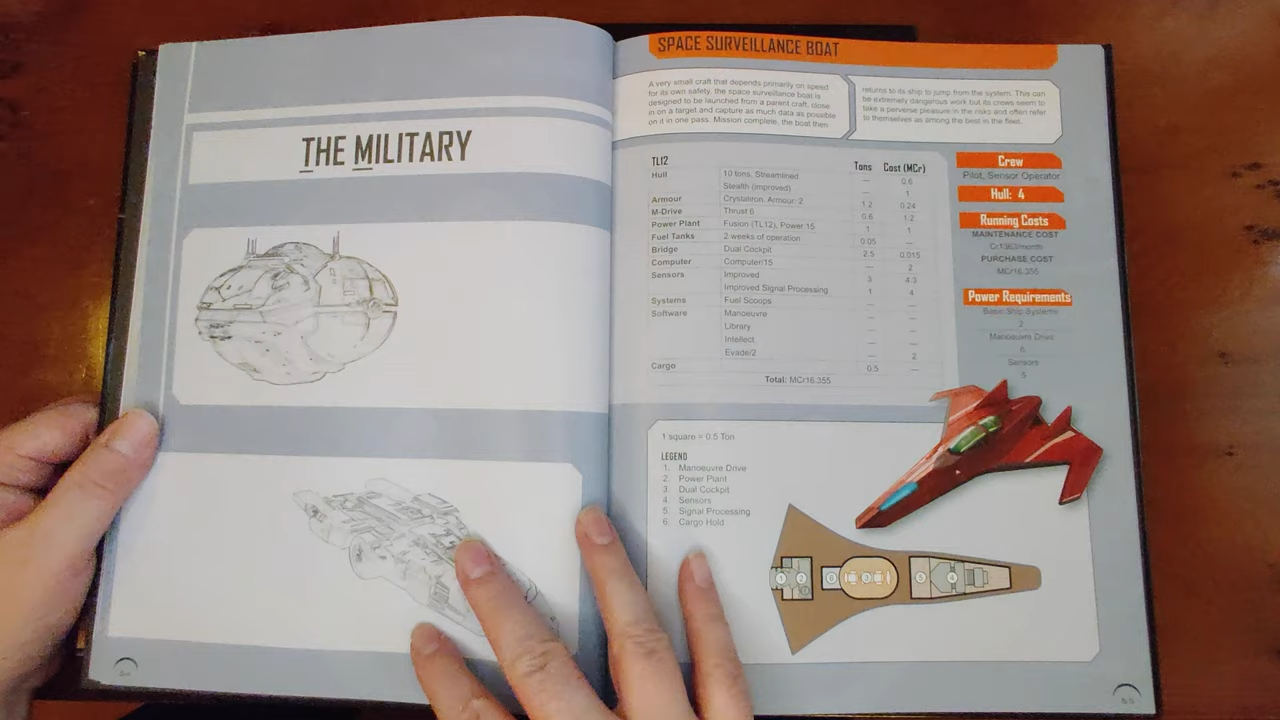 THE MILITARY
SPACE SURVEILLANCE BOAT
A very small craft that depends primarily on speed
for its own safety, the space surveillance boat is
designed to be launched from a parent craft, close
in on a target and capture as much data as possible
on it in one pass. Mission complete, the boat then
returns to its ship to jump from the system. This can
be extremely dangerous work but its crews seem to
take a perverse pleasure in the risks and often refer
to themselves as among the best in the fleet.
TL12 Tons Cost (MCr)
Hull 10 tons, Streamlined — 0.6
Stealth (improved) — 1
Armour Crystaliron, Armour: 2 1.2 0.24
M-Drive Thrust 6 0.6 1.2
Power Plant Fusion (TL12), Power 15 1 1
Fuel Tanks 2 weeks of operation 0.05 —
Bridge Dual Cockpit 2.5 0.015
Computer Computer/15 — 2
Sensors Improved 3 4.3
Improved Signal Processing 1 4
Systems Fuel Scoops — —
Software Manoeuvre — —
Library — —
Intellect — —
Evade/2 — 2
Cargo 0.5 —
Total: MCr16.355
Crew
Pilot, Sensor Operator
Hull: 4
Running Costs
MAINTENANCE COST
Cr1363/month
PURCHASE COST
MCr16.355
Power Requirements
Basic Ship Systems
2
Manoeuvre Drive
6
Sensors
5
1 square = 0.5 Ton
LEGEND
1. Manoeuvre Drive
2. Power Plant
3. Dual Cockpit
4. Sensors
5. Signal Processing
6. Cargo Hold
1 2 6 3 5 4